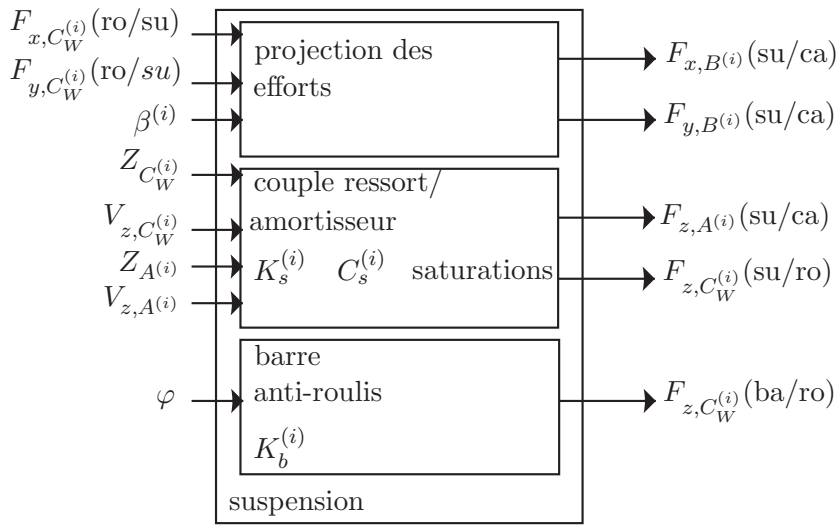 F_{x,C_W^{(i)}}(ro/su)
F_{y,C_W^{(i)}}(ro/su)
β^{(i)}
projection des
efforts
F_{x,B^{(i)}}(su/ca)
F_{y,B^{(i)}}(su/ca)
Z_{C_W^{(i)}}
V_{z,C_W^{(i)}}
Z_{A^{(i)}}
V_{z,A^{(i)}}
couple ressort/
amortisseur
K_s^{(i)} C_s^{(i)} saturations
F_{z,A^{(i)}}(su/ca)
F_{z,C_W^{(i)}}(su/ro)
φ
barre
anti-roulis
K_b^{(i)}
F_{z,C_W^{(i)}}(ba/ro)
suspension